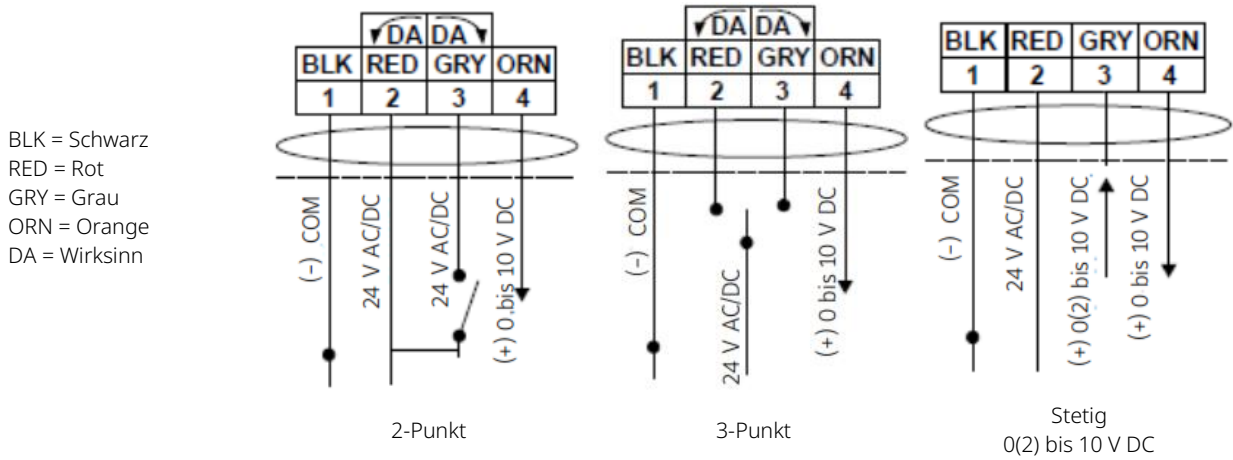 BLK = Schwarz
RED = Rot
GRY = Grau
ORN = Orange
DA = Wirksinn
DA DA
BLK RED GRY ORN
1 2 3 4
(–) COM
24 V AC/DC
24 V AC/DC
(+) 0 bis 10 V DC
2-Punkt
DA DA
BLK RED GRY ORN
1 2 3 4
(–) COM
24 V AC/DC
(+) 0 bis 10 V DC
3-Punkt
BLK RED GRY ORN
1 2 3 4
(–) COM
24 V AC/DC
(+) 0(2) bis 10 V DC
(+) 0 bis 10 V DC
Stetig
0(2) bis 10 V DC